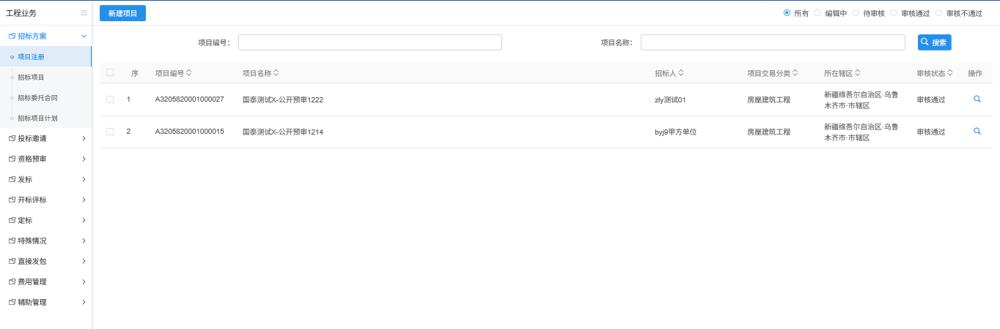 工程业务
新建项目
所有 编辑中 待审核 审核通过 审核不通过
招标方案
项目注册
招标项目
招标委托合同
招标项目计划
投标邀请
资格预审
发标
开标评标
定标
特殊情况
直接发包
费用管理
辅助管理
项目编号：
项目名称：
搜索
序 项目编号 项目名称 招标人 项目交易分类 所在辖区 审核状态 操作
1 A3205820001000027 国泰测试X-公开预审1222 zly测试01 房屋建筑工程 新疆维吾尔自治区·乌鲁
木齐市·市辖区 审核通过
2 A3205820001000015 国泰测试X-公开预审1214 byj9甲方单位 房屋建筑工程 新疆维吾尔自治区·乌鲁
木齐市·市辖区 审核通过